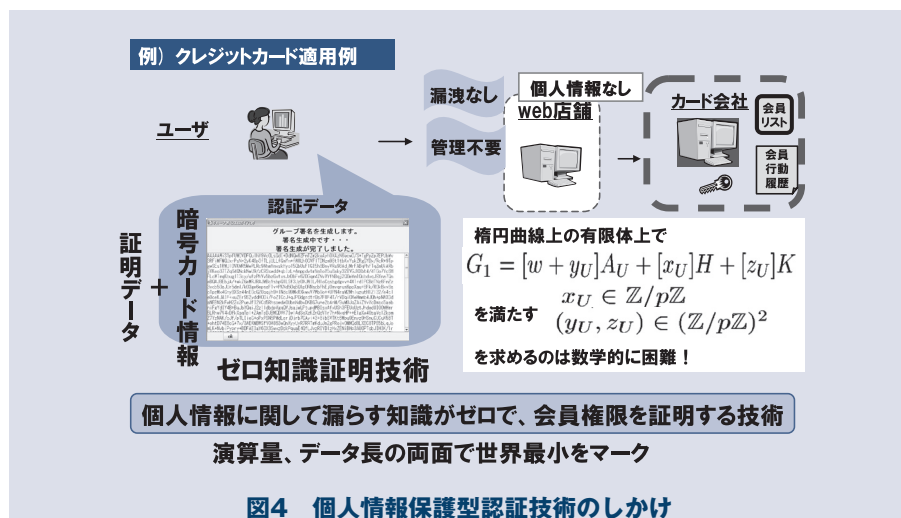 例）クレジットカード適用例
ユーザ
漏洩なし
管理不要
個人情報なし
web店舗
カード会社
会員
リスト
会員
行動
履歴
認証データ
グループ署名を生成します。
署名生成中です・・・
署名生成が完了しました。
ok
証明データ
+
暗号カード情報
ゼロ知識証明技術
楕円曲線上の有限体上で
G₁ = [w + y_U]A_U + [x_U]H + [z_U]K
x_U ∈ ℤ/pℤ
を満たす
(y_U, z_U) ∈ (ℤ/pℤ)²
を求めるのは数学的に困難！
個人情報に関して漏らす知識がゼロで、会員権限を証明する技術
演算量、データ長の両面で世界最小をマーク
図4　個人情報保護型認証技術のしかけ